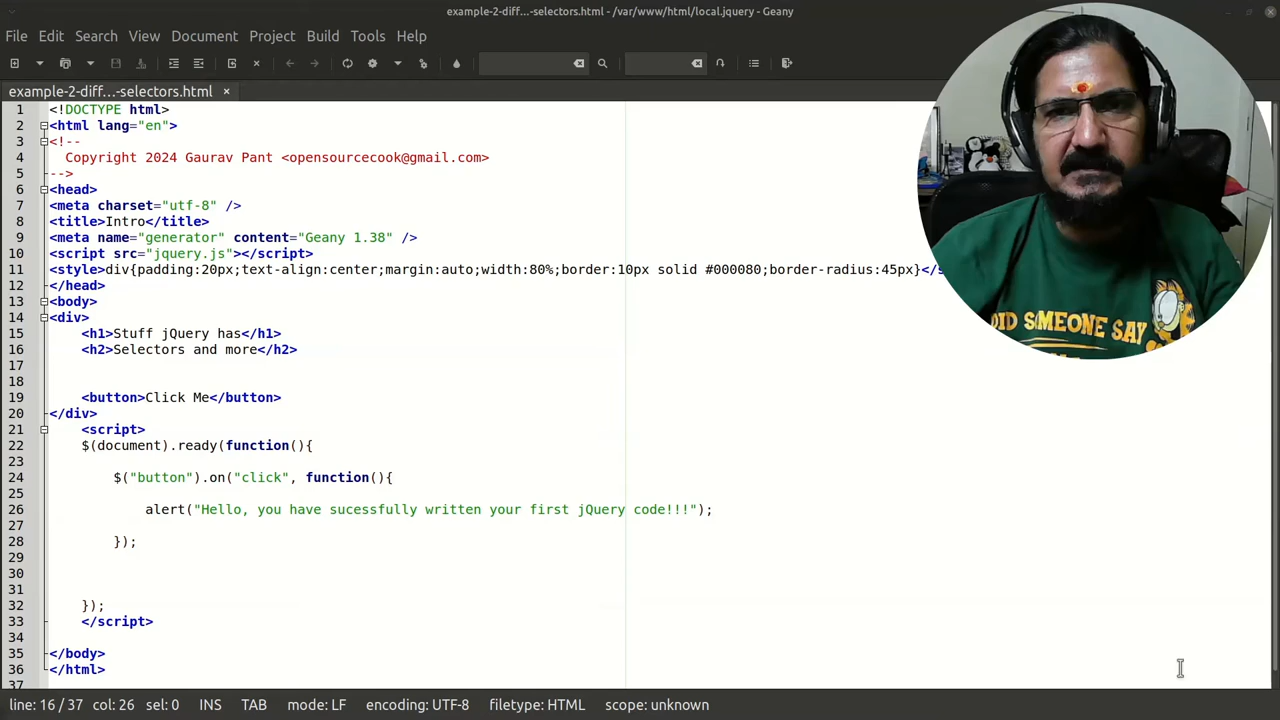 example-2-diff...-selectors.html - /var/www/html/local.jquery - Geany
File Edit Search View Document Project Build Tools Help
example-2-diff...-selectors.html ×
1 <!DOCTYPE html>
2 <html lang="en">
3 <!--
4 Copyright 2024 Gaurav Pant <opensourcecook@gmail.com>
5 -->
6 <head>
7 <meta charset="utf-8" />
8 <title>Intro</title>
9 <meta name="generator" content="Geany 1.38" />
10 <script src="jquery.js"></script>
11 <style>div{padding:20px;text-align:center;margin:auto;width:80%;border:10px solid #000080;border-radius:45px}</s
12 </head>
13 <body>
14 <div>
15 <h1>Stuff jQuery has</h1>
16 <h2>Selectors and more</h2>
17
18
19 <button>Click Me</button>
20 </div>
21 <script>
22 $(document).ready(function(){
23
24 $("button").on("click", function(){
25
26 alert("Hello, you have sucessfully written your first jQuery code!!!");
27
28 });
29
30
31
32 });
33 </script>
34
35 </body>
36 </html>
37
DID SOMEONE SAY
line: 16 / 37 col: 26 sel: 0 INS TAB mode: LF encoding: UTF-8 filetype: HTML scope: unknown